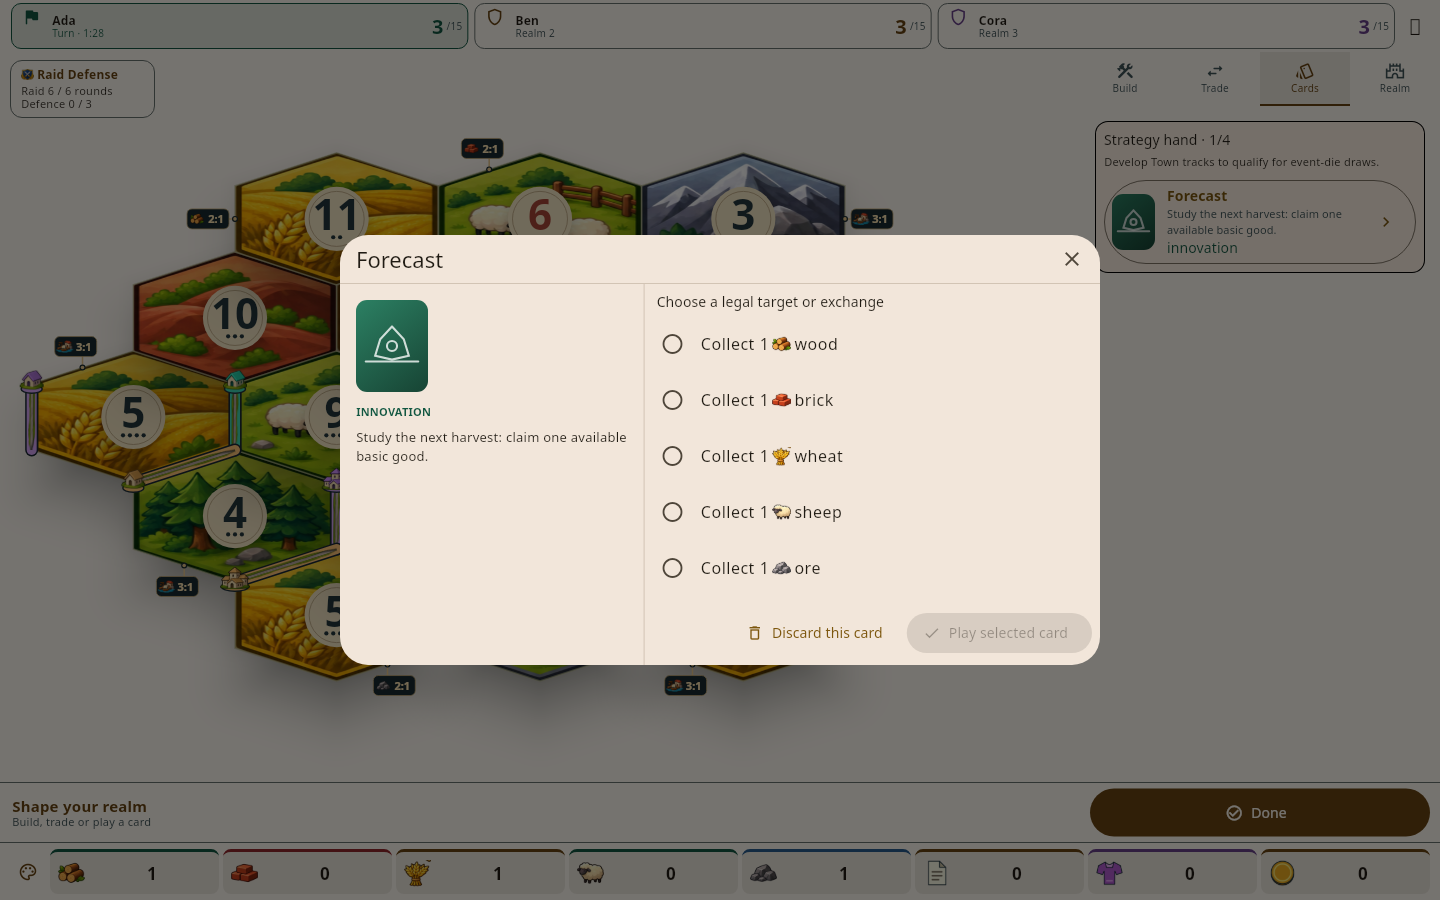 Ada
Turn · 1:28
3 /15
Ben
Realm 2
3 /15
Cora
Realm 3
3 /15
Raid Defense
Raid 6 / 6 rounds
Defence 0 / 3
Build
Trade
Cards
Realm
Strategy hand · 1/4
Develop Town tracks to qualify for event-die draws.
Forecast
Study the next harvest: claim one
available basic good.
innovation
2:1
2:1
11
6
3
3:1
10
3:1
5
9
4
3:1
5
2:1
3:1
Forecast
INNOVATION
Study the next harvest: claim one available
basic good.
Choose a legal target or exchange
Collect 1 wood
Collect 1 brick
Collect 1 wheat
Collect 1 sheep
Collect 1 ore
Discard this card
Play selected card
Shape your realm
Build, trade or play a card
Done
1
0
1
0
1
0
0
0